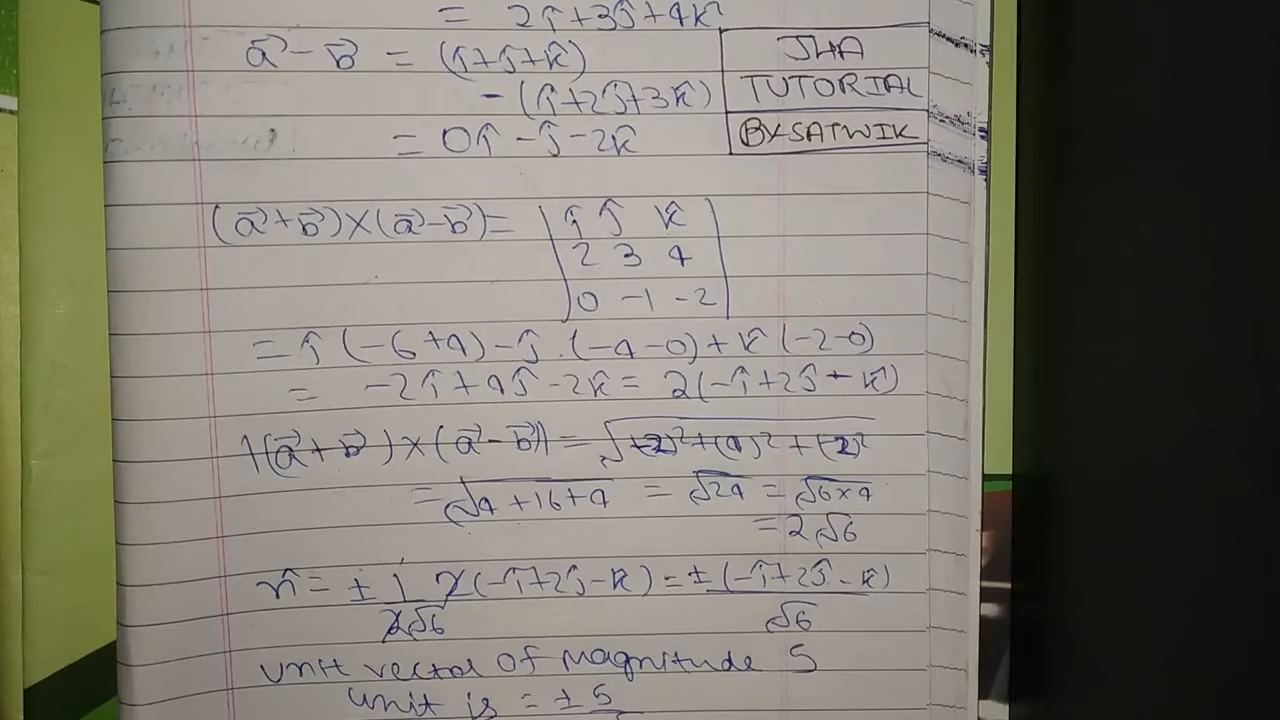 = 2î+3ĵ+4k̂
a⃗ - b⃗ = (î+ĵ+k̂)
- (î+2ĵ+3k̂)
= 0î - ĵ - 2k̂
JHA
TUTORIAL
BY SATWIK
(a⃗+b⃗)×(a⃗-b⃗)= | î ĵ k̂ |
2 3 4
0 -1 -2
= î (-6+4) - ĵ . (-4-0) + k̂ (-2-0)
= -2î+4ĵ-2k̂ = 2(-î+2ĵ-k̂)
|(a⃗+b⃗)×(a⃗-b⃗)| = √(-2)²+(4)²+(-2)²
= √4+16+4 = √24 = √6×4
= 2√6
n̂ = ± 1/2√6 2(-î+2ĵ-k̂) = ± (-î+2ĵ-k̂)/√6
unit vector of magnitude 5
unit is = ± 5